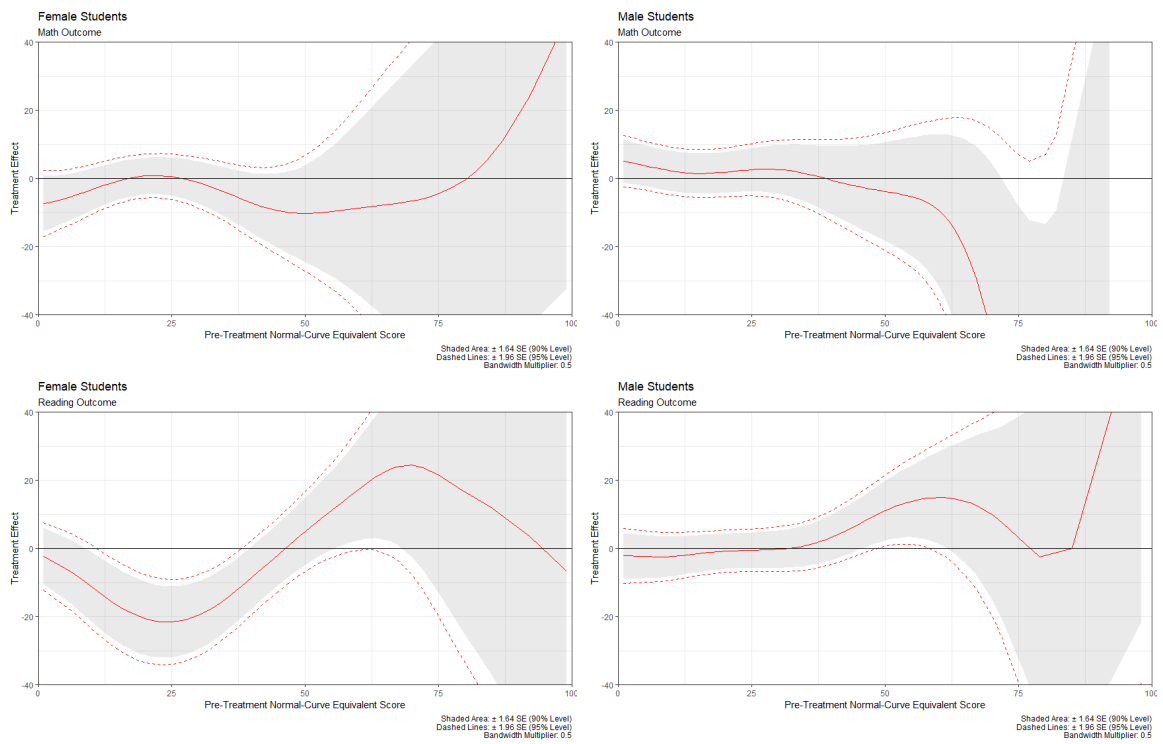 Female Students
Math Outcome
40
20
0
-20
-40
Treatment Effect
0
25
50
75
100
Pre-Treatment Normal-Curve Equivalent Score
Shaded Area: ± 1.64 SE (90% Level)
Dashed Lines: ± 1.96 SE (95% Level)
Bandwidth Multiplier: 0.5
Male Students
Math Outcome
40
20
0
-20
-40
Treatment Effect
0
25
50
75
100
Pre-Treatment Normal-Curve Equivalent Score
Shaded Area: ± 1.64 SE (90% Level)
Dashed Lines: ± 1.96 SE (95% Level)
Bandwidth Multiplier: 0.5
Female Students
Reading Outcome
40
20
0
-20
-40
Treatment Effect
0
25
50
75
100
Pre-Treatment Normal-Curve Equivalent Score
Shaded Area: ± 1.64 SE (90% Level)
Dashed Lines: ± 1.96 SE (95% Level)
Bandwidth Multiplier: 0.5
Male Students
Reading Outcome
40
20
0
-20
-40
Treatment Effect
0
25
50
75
100
Pre-Treatment Normal-Curve Equivalent Score
Shaded Area: ± 1.64 SE (90% Level)
Dashed Lines: ± 1.96 SE (95% Level)
Bandwidth Multiplier: 0.5